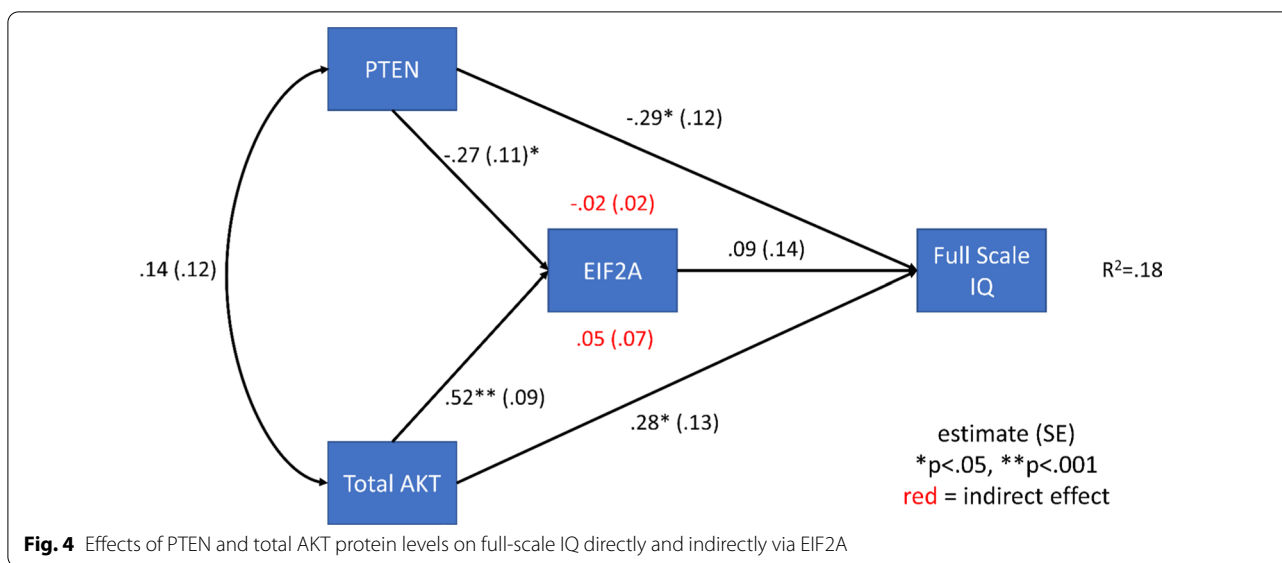 PTEN
-.29* (.12)
-.27 (.11)*
-.02 (.02)
.14 (.12)
EIF2A
.09 (.14)
Full Scale
IQ
R²=.18
.05 (.07)
.52** (.09)
.28* (.13)
Total AKT
estimate (SE)
*p<.05, **p<.001
red = indirect effect
Fig. 4 Effects of PTEN and total AKT protein levels on full-scale IQ directly and indirectly via EIF2A